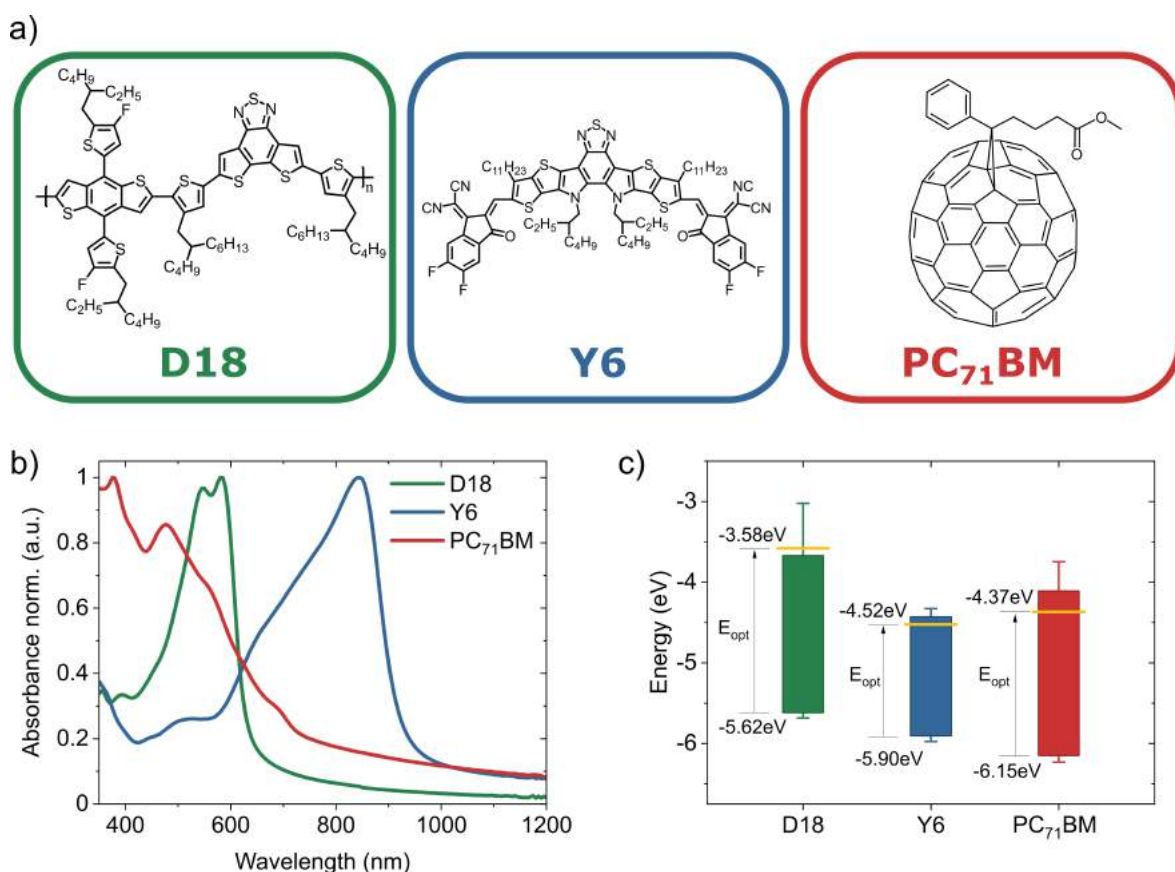 a)
C4H9
C2H5
F
S
N S N
S
S
S
S
S
S
n
S
F
C2H5
C4H9
C6H13
C4H9
C6H13
C4H9
D18
N S N
C11H23
S
S
S
S
C11H23
CN
CN
S
N
N
S
NC
CN
O
C2H5
C2H5
O
C4H9
C4H9
F
F
F
F
Y6
O
O
PC71BM
b)
D18
Y6
PC71BM
Absorbance norm. (a.u.)
1
0.8
0.6
0.4
0.2
0
400
600
800
1000
1200
Wavelength (nm)
c)
Energy (eV)
-3
-4
-5
-6
-3.58eV
Eopt
-5.62eV
-4.52eV
Eopt
-5.90eV
-4.37eV
Eopt
-6.15eV
D18
Y6
PC71BM